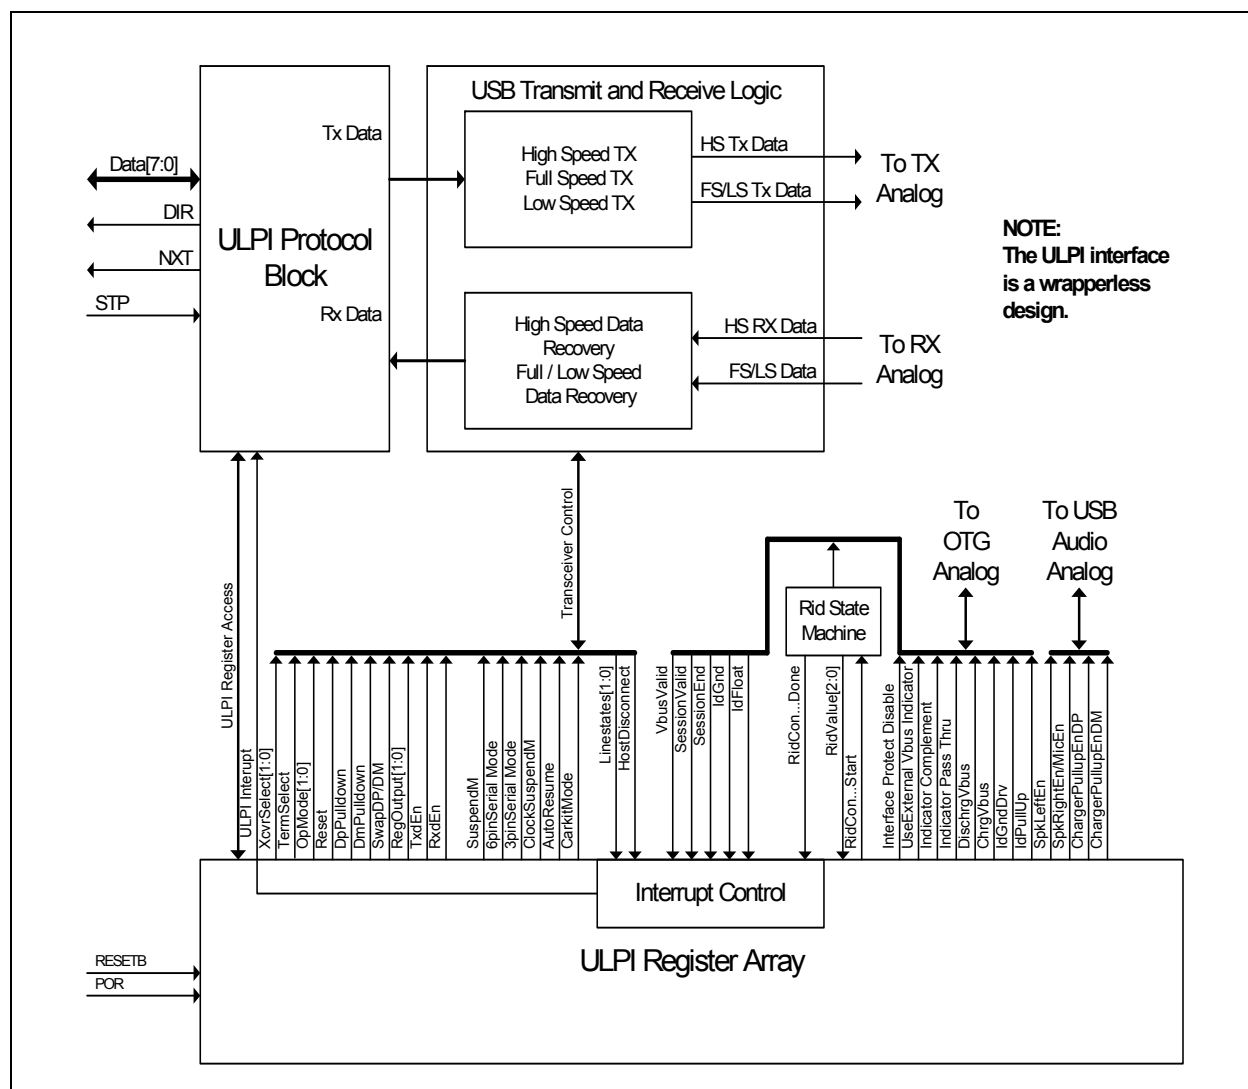 USB Transmit and Receive Logic
Tx Data
Data[7:0]
DIR
NXT
STP
ULPI Protocol
Block
Rx Data
High Speed TX
Full Speed TX
Low Speed TX
HS Tx Data
FS/LS Tx Data
To TX
Analog
NOTE:
The ULPI interface
is a wrapperless
design.
High Speed Data
Recovery
Full / Low Speed
Data Recovery
HS RX Data
FS/LS Data
To RX
Analog
ULPI Register Access
ULPI Interupt
Transceiver Control
To
OTG
Analog
To USB
Audio
Analog
Rid State
Machine
XcvrSelect[1:0]
TermSelect
OpMode[1:0]
Reset
DpPulldown
DmPulldown
SwapDP/DM
RegOutput[1:0]
TxdEn
RxdEn
SuspendM
6pinSerial Mode
3pinSerial Mode
ClockSuspendM
AutoResume
CarkitMode
Linestates[1:0]
HostDisconnect
VbusValid
SessionValid
SessionEnd
IdGnd
IdFloat
RidCon...Done
RidValue[2:0]
RidCon...Start
Interface Protect Disable
UseExternal Vbus Indicator
Indicator Complement
Indicator Pass Thru
DischrgVbus
ChrgVbus
IdGndDrv
IdPullUp
SpkLeftEn
SpkRightEn/MicEn
ChargerPullupEnDP
ChargerPullupEnDM
Interrupt Control
ULPI Register Array
RESETB
POR